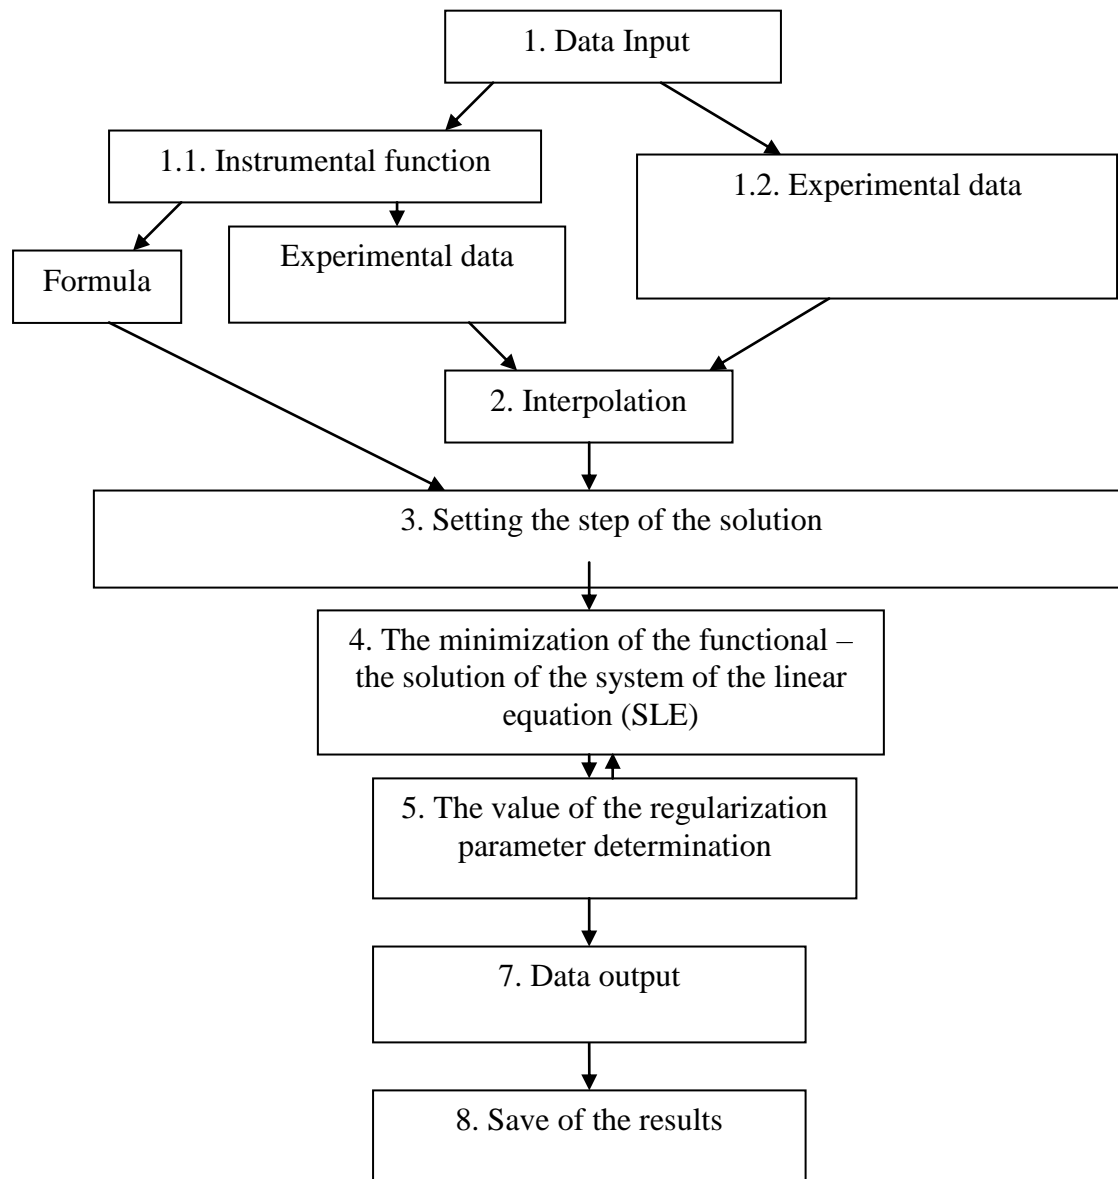 1. Data Input
1.1. Instrumental function
1.2. Experimental data
Formula
Experimental data
2. Interpolation
3. Setting the step of the solution
4. The minimization of the functional –
the solution of the system of the linear
equation (SLE)
5. The value of the regularization
parameter determination
7. Data output
8. Save of the results